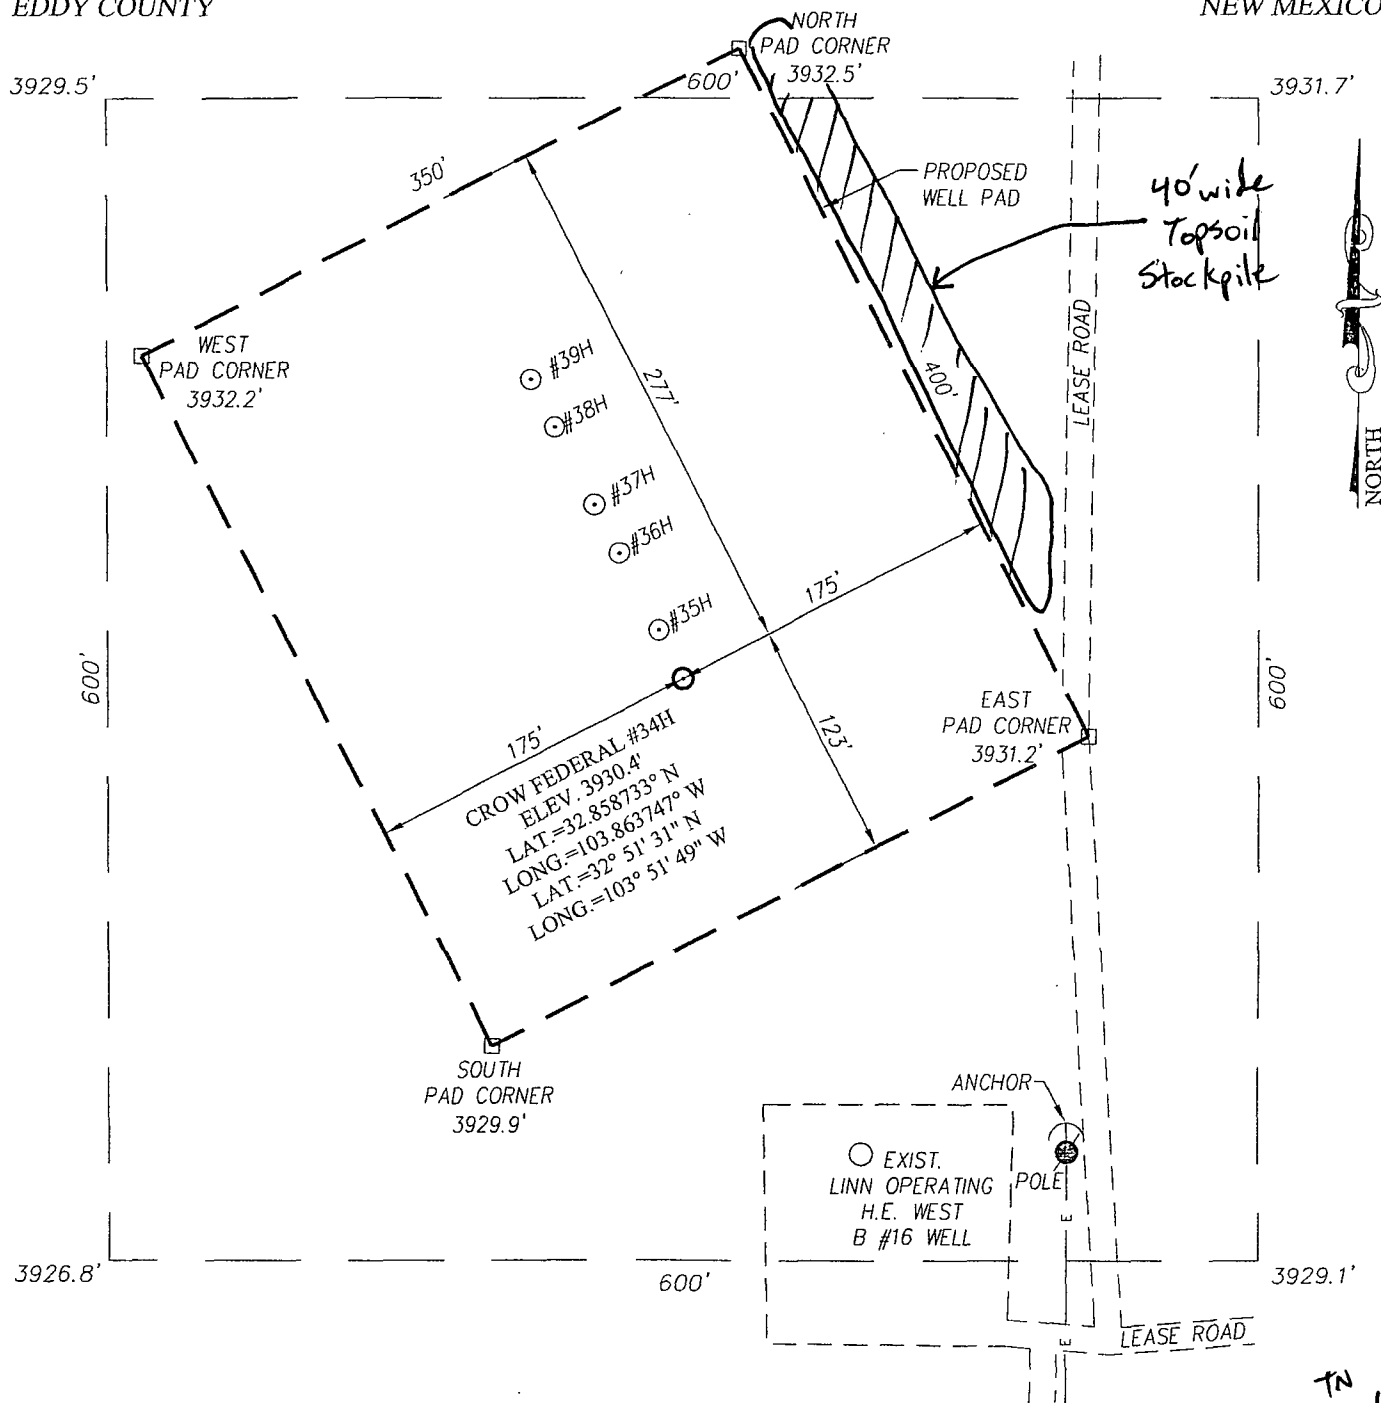 EDDY COUNTY
NEW MEXICO
NORTH
PAD CORNER
3932.5'
3929.5'
600'
3931.7'
350'
PROPOSED
WELL PAD
40' wide
Topsoil
Stockpile
WEST
PAD CORNER
3932.2'
#39H
#38H
277'
400'
LEASE ROAD
NORTH
#37H
#36H
175'
#35H
600'
600'
EAST
PAD CORNER
3931.2'
175'
123'
CROW FEDERAL #34H
ELEV. 3930.4'
LAT.=32.858733° N
LONG.=103.863747° W
LAT.=32° 51' 31" N
LONG.=103° 51' 49" W
SOUTH
PAD CORNER
3929.9'
ANCHOR
EXIST.
LINN OPERATING
H.E. WEST
B #16 WELL
POLE
E
3926.8'
600'
3929.1'
E
LEASE ROAD
TN